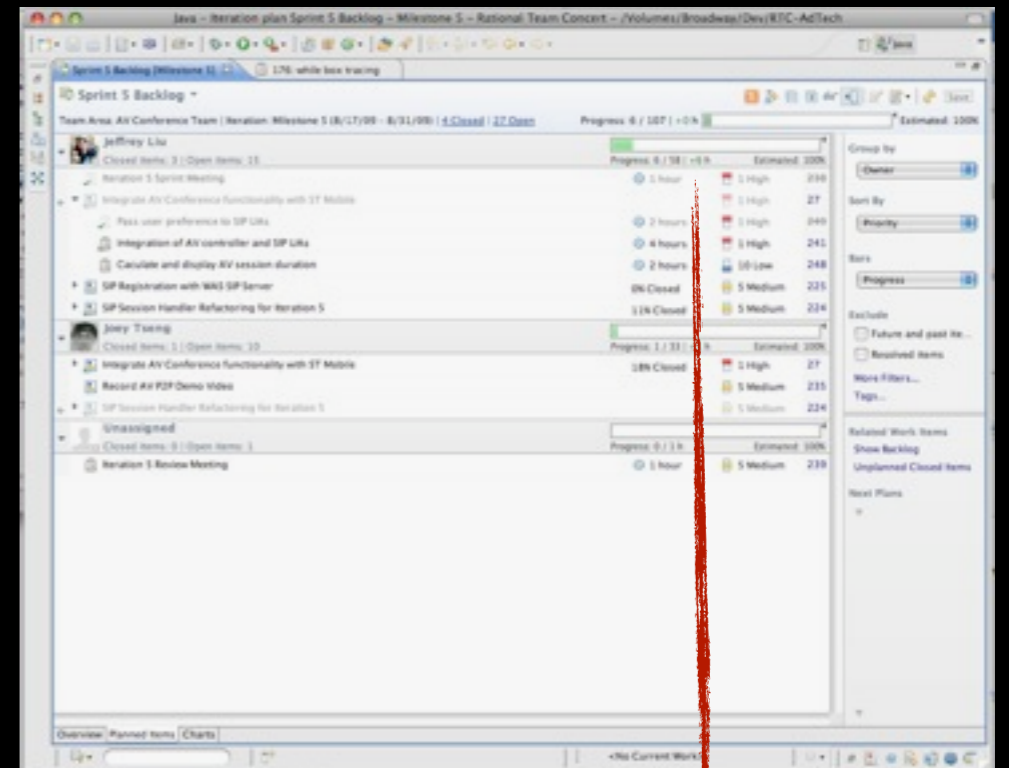 Java - Iteration plan Sprint 5 Backlog - Milestone 5 - Rational Team Concert - /Volumes/Broadway/Dev/RTC-AdTech
Java
Sprint 5 Backlog [Milestone 5] 176: while box tracing
Sprint 5 Backlog
Save
Team Area: AV Conference Team | Iteration: Milestone 5 (8/17/09 - 8/31/09) | 4 Closed | 27 Open Progress: 6 / 107 | +0 h Estimated: 100%
Jeffrey Liu
Closed items: 3 | Open items: 15 Progress: 6 / 58 | +6 h Estimated: 100%
Iteration 5 Sprint Meeting 1 hour 1 High 238
Integrate AV Conference functionality with ST Mobile 1 High 27
Pass user preference to SIP UAs 2 hours 1 High 240
Integration of AV controller and SIP UAs 4 hours 1 High 241
Caculate and display AV session duration 2 hours 10 Low 248
SIP Registration with WAS SIP Server 0% Closed 5 Medium 225
SIP Session Handler Refactoring for Iteration 5 11% Closed 5 Medium 224
Joey Tseng
Closed items: 1 | Open items: 10 Progress: 1 / 33 | h Estimated: 100%
Integrate AV Conference functionality with ST Mobile 18% Closed 1 High 27
Record AV P2P Demo Video 5 Medium 235
SIP Session Handler Refactoring for Iteration 5 5 Medium 224
Unassigned
Closed items: 0 | Open items: 1 Progress: 0 / 1 h Estimated: 100%
Iteration 5 Review Meeting 1 hour 5 Medium 239
Group by
Owner
Sort By
Priority
Bars
Progress
Exclude
Future and past ite...
Resolved items
More Filters...
Tags...
Related Work Items
Show Backlog
Unplanned Closed Items
Next Plans
Overview Planned Items Charts
<No Current Work>